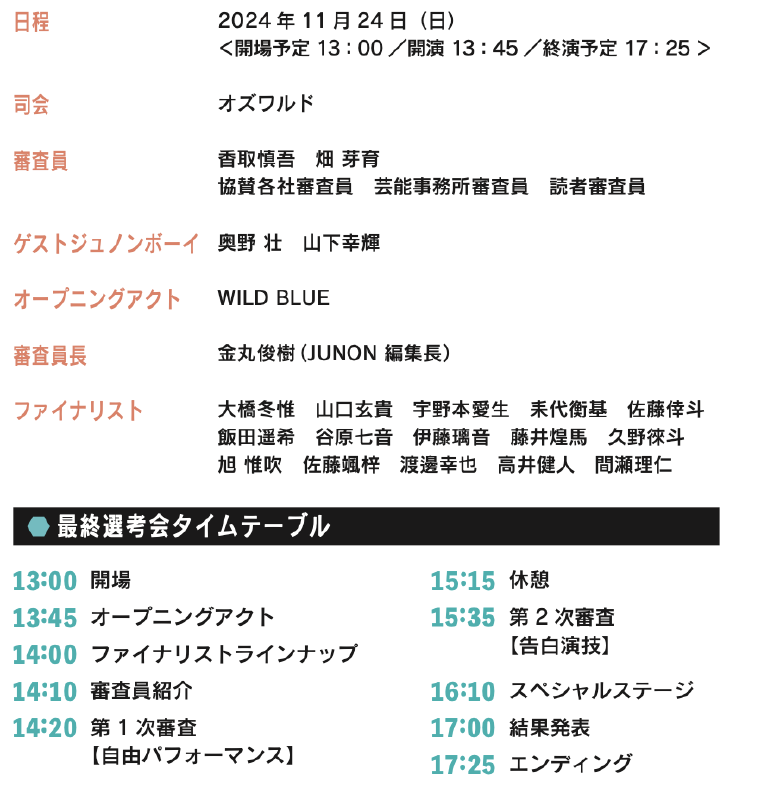 日程 2024年11月24日（日）
＜開場予定 13：00／開演 13：45／終演予定 17：25＞
司会 オズワルド
審査員 香取慎吾　畑 芽育
協賛各社審査員　芸能事務所審査員　読者審査員
ゲストジュノンボーイ 奥野 壮　山下幸輝
オープニングアクト WILD BLUE
審査員長 金丸俊樹（JUNON 編集長）
ファイナリスト 大橋冬惟　山口玄貴　宇野本愛生　耒代衡基　佐藤倖斗
飯田遥希　谷原七音　伊藤璃音　藤井煌馬　久野徠斗
旭 惟吹　佐藤颯梓　渡邊幸也　高井健人　間瀬理仁
最終選考会タイムテーブル
13:00 開場
13:45 オープニングアクト
14:00 ファイナリストラインナップ
14:10 審査員紹介
14:20 第1次審査
【自由パフォーマンス】
15:15 休憩
15:35 第2次審査
【告白演技】
16:10 スペシャルステージ
17:00 結果発表
17:25 エンディング